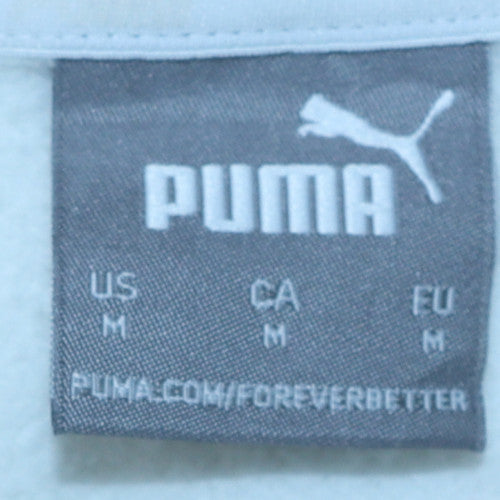 PUMA
US CA EU
M M M
PUMA.COM/FOREVERBETTER